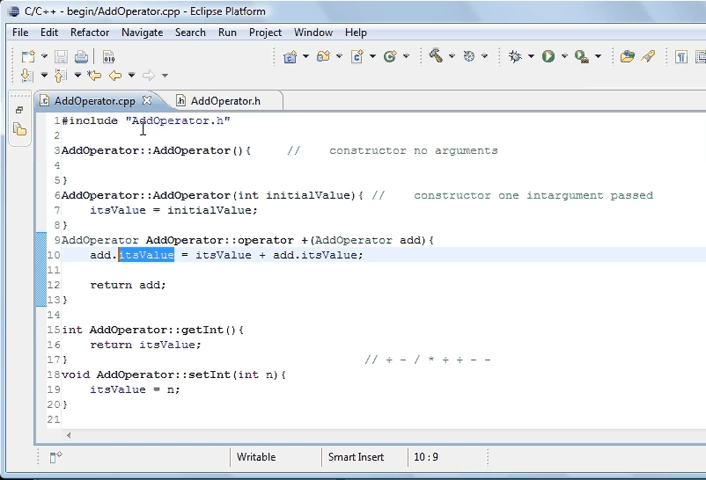 C/C++ - begin/AddOperator.cpp - Eclipse Platform
File Edit Refactor Navigate Search Run Project Window Help
AddOperator.cpp AddOperator.h
1#include "AddOperator.h"
2
3AddOperator::AddOperator(){ // constructor no arguments
4
5}
6AddOperator::AddOperator(int initialValue){ // constructor one intargument passed
7 itsValue = initialValue;
8}
9AddOperator AddOperator::operator +(AddOperator add){
10 add.itsValue = itsValue + add.itsValue;
11
12 return add;
13}
14
15int AddOperator::getInt(){
16 return itsValue;
17} // + - / * + + - -
18void AddOperator::setInt(int n){
19 itsValue = n;
20}
21
Writable Smart Insert 10 : 9